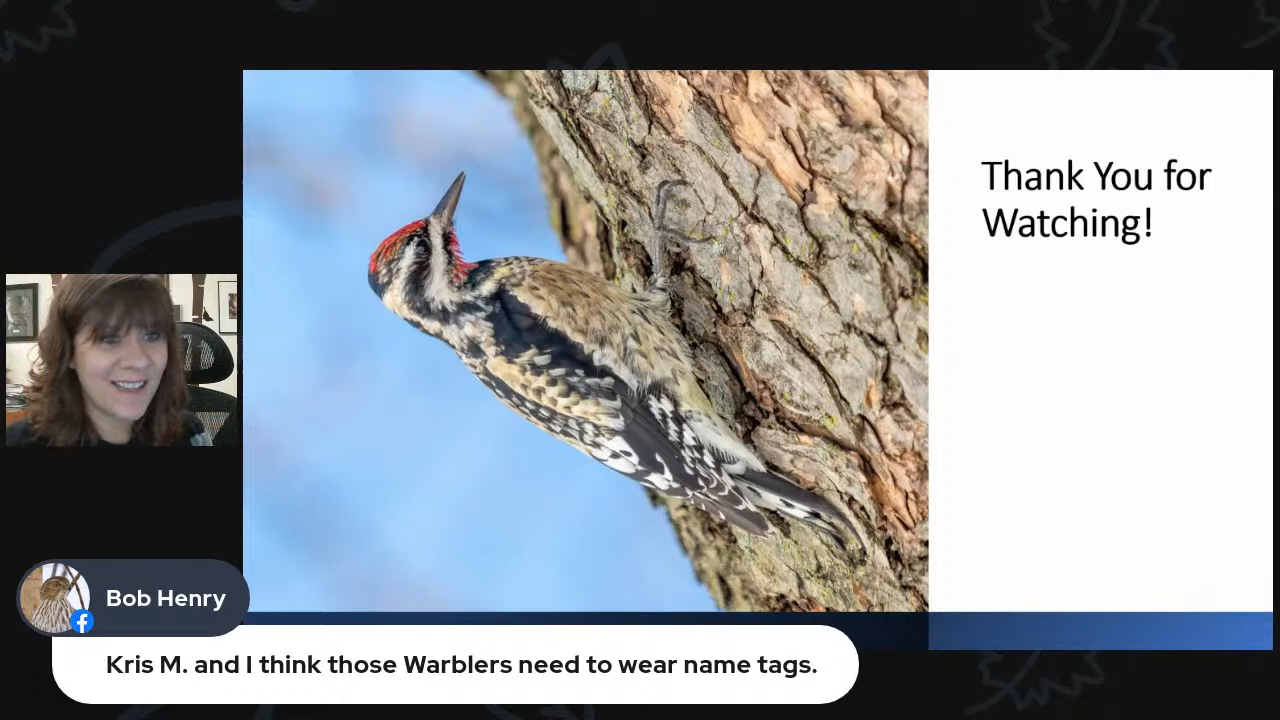 Thank You for
Watching!
Bob Henry
Kris M. and I think those Warblers need to wear name tags.